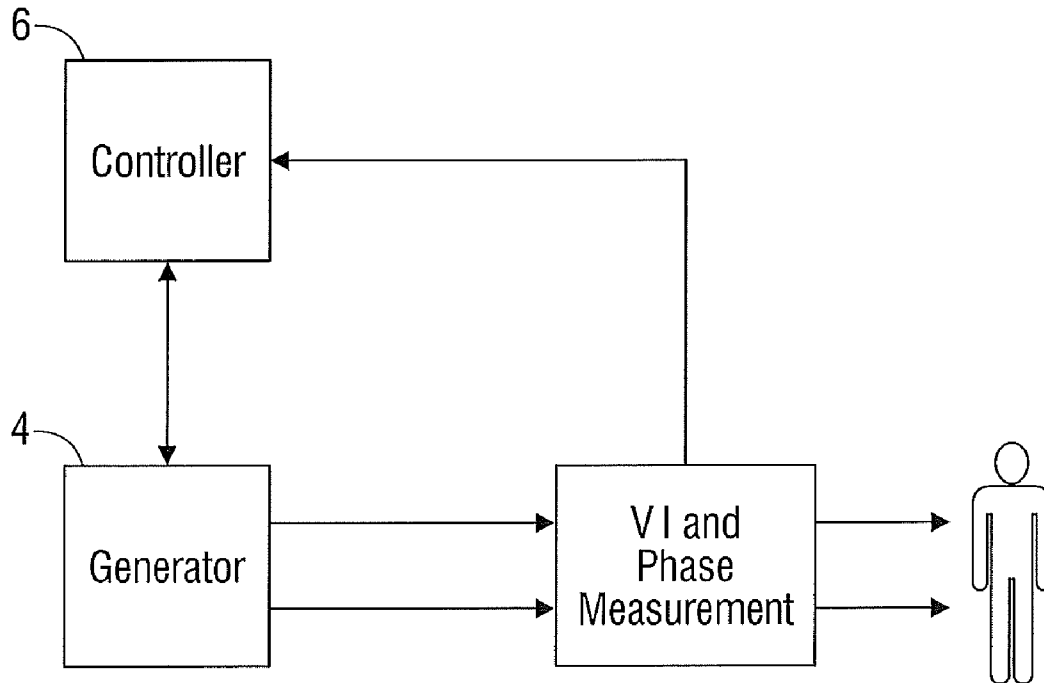 6
Controller
4
Generator
V I and
Phase
Measurement